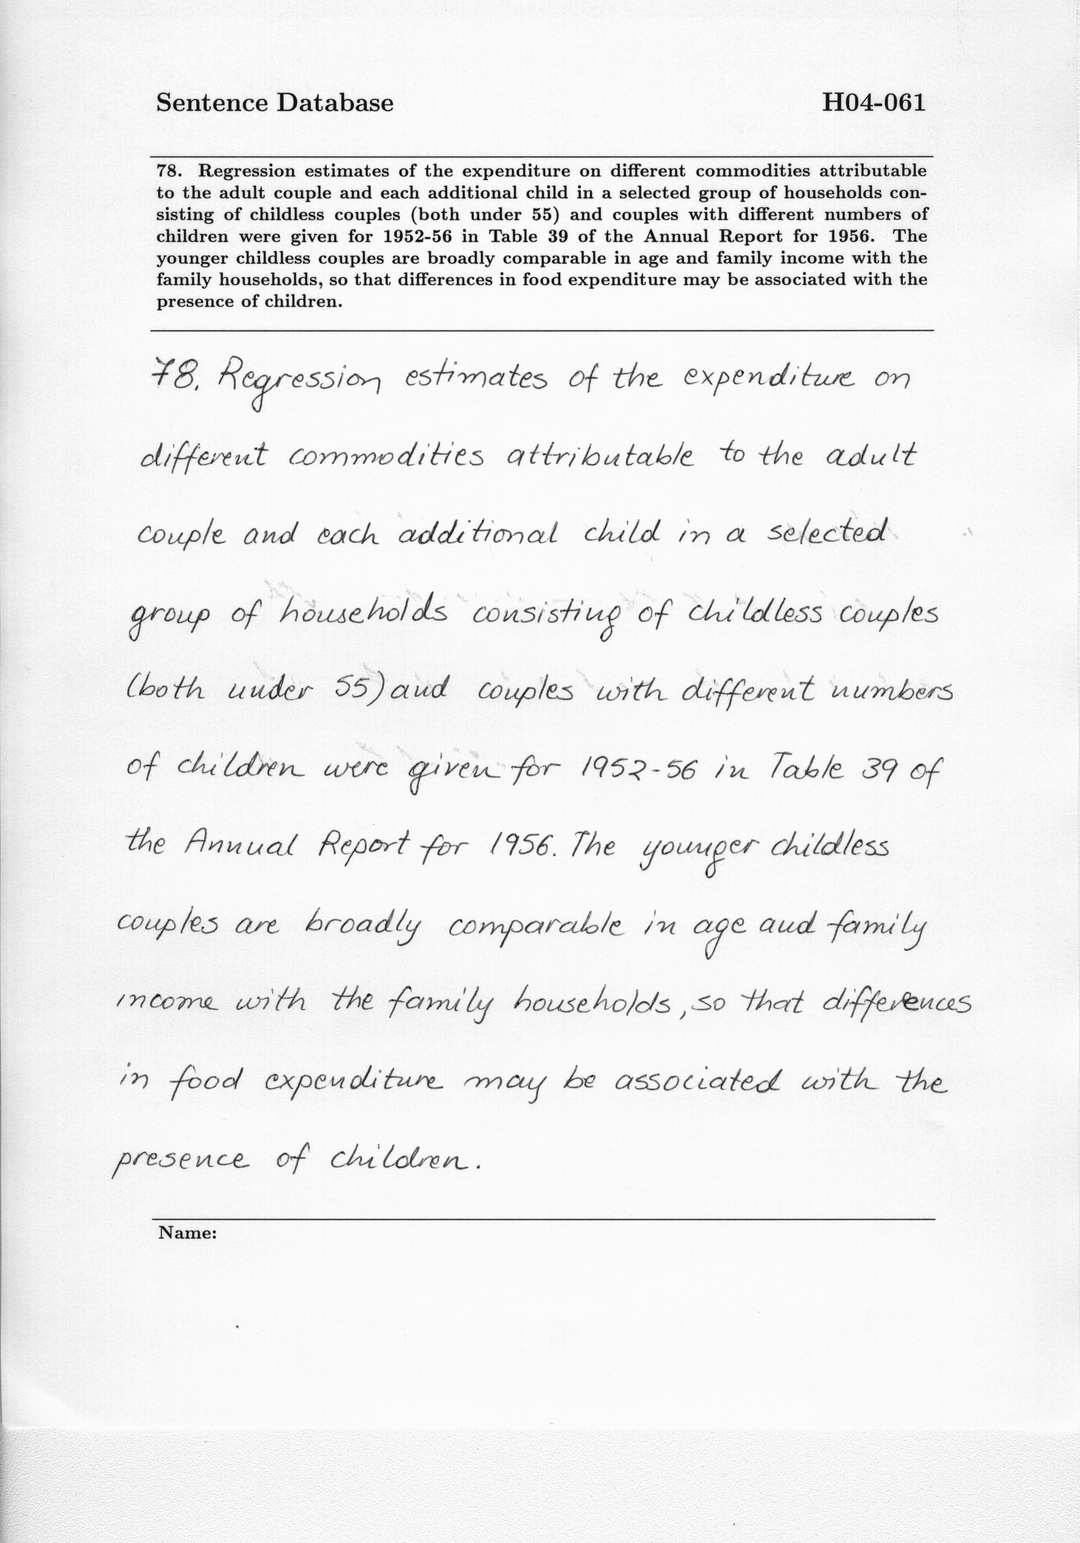 Sentence Database H04-061
78. Regression estimates of the expenditure on different commodities attributable
to the adult couple and each additional child in a selected group of households con-
sisting of childless couples (both under 55) and couples with different numbers of
children were given for 1952-56 in Table 39 of the Annual Report for 1956. The
younger childless couples are broadly comparable in age and family income with the
family households, so that differences in food expenditure may be associated with the
presence of children.
78. Regression estimates of the expenditure on
different commodities attributable to the adult
couple and each additional child in a selected
group of households consisting of childless couples
(both under 55) and couples with different numbers
of children were given for 1952-56 in Table 39 of
the Annual Report for 1956. The younger childless
couples are broadly comparable in age and family
income with the family households, so that differences
in food expenditure may be associated with the
presence of children.
Name: